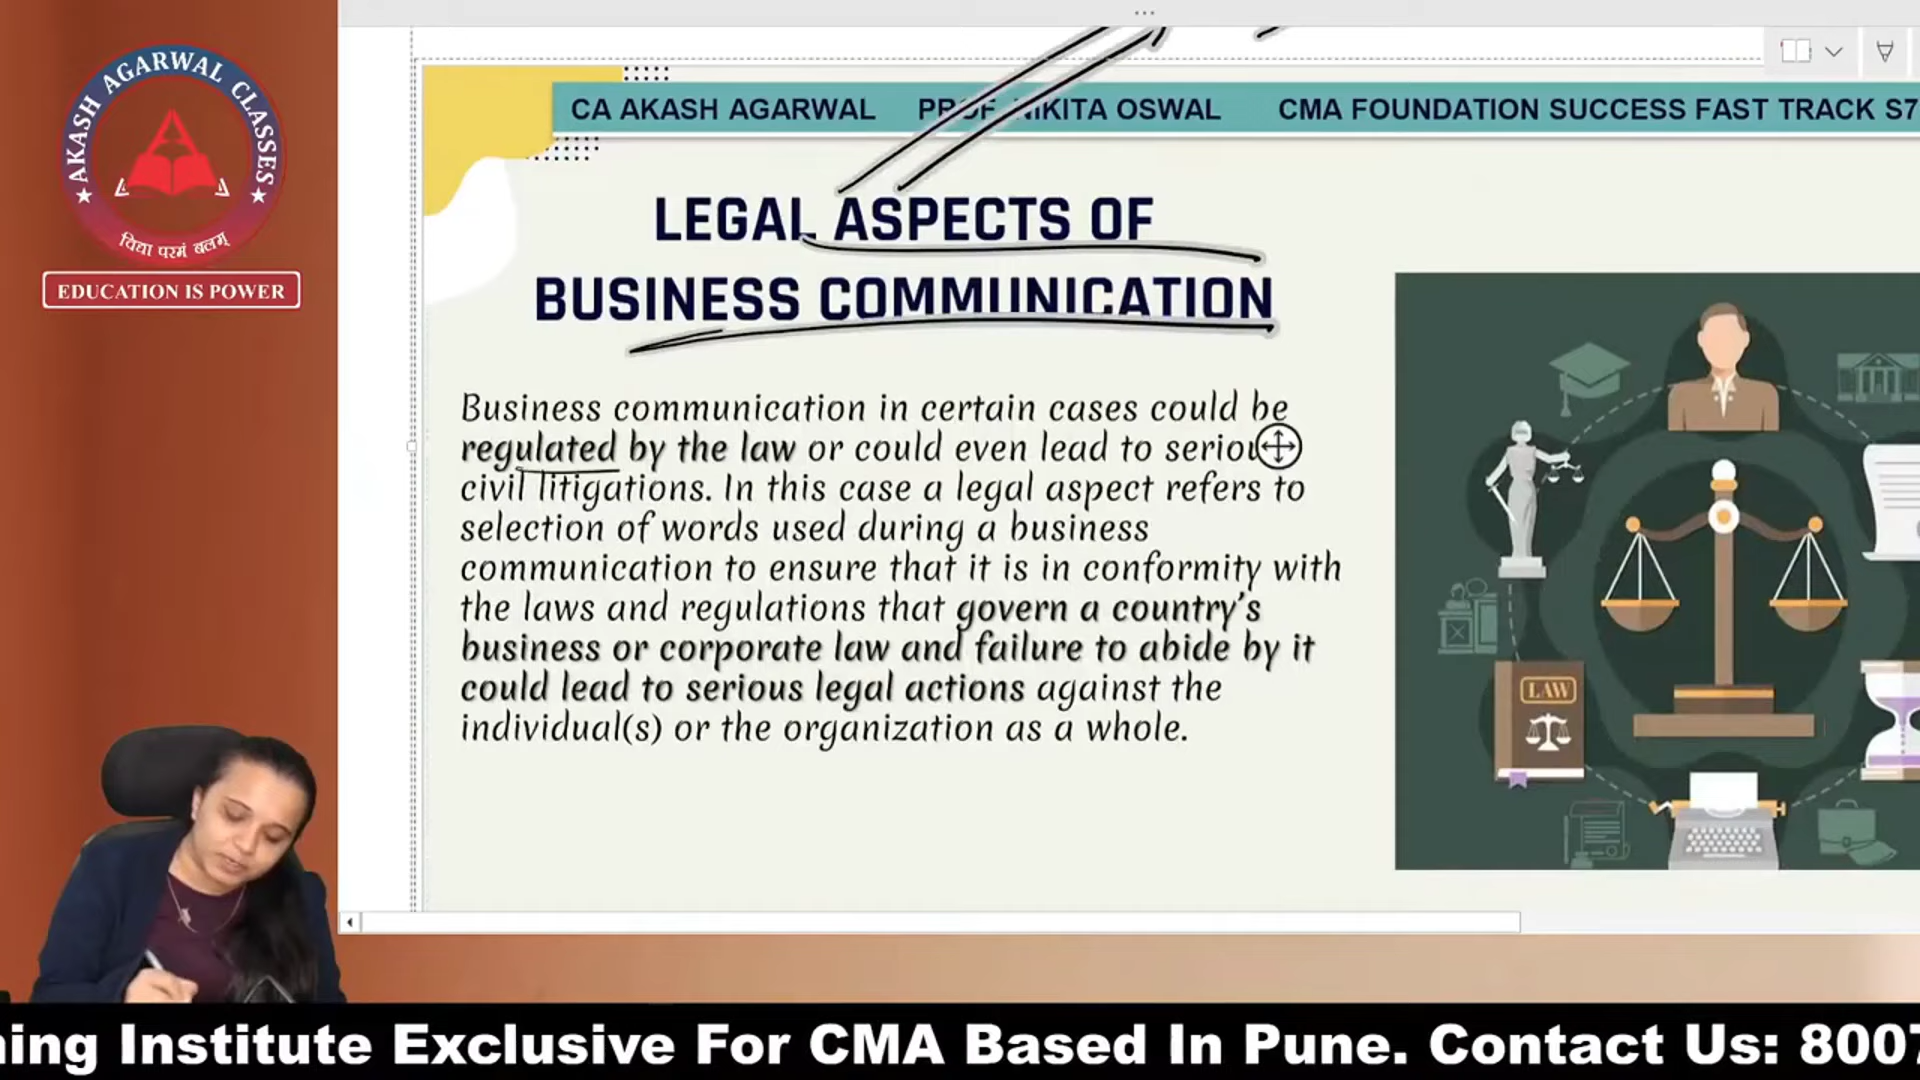 AKASH AGARWAL CLASSES
विद्या परमं बलम्
EDUCATION IS POWER
CA AKASH AGARWAL PROF NIKITA OSWAL CMA FOUNDATION SUCCESS FAST TRACK S7
LEGAL ASPECTS OF
BUSINESS COMMUNICATION
Business communication in certain cases could be
regulated by the law or could even lead to seriou
civil litigations. In this case a legal aspect refers to
selection of words used during a business
communication to ensure that it is in conformity with
the laws and regulations that govern a country's
business or corporate law and failure to abide by it
could lead to serious legal actions against the
individual(s) or the organization as a whole.
LAW
ning Institute Exclusive For CMA Based In Pune. Contact Us: 8007